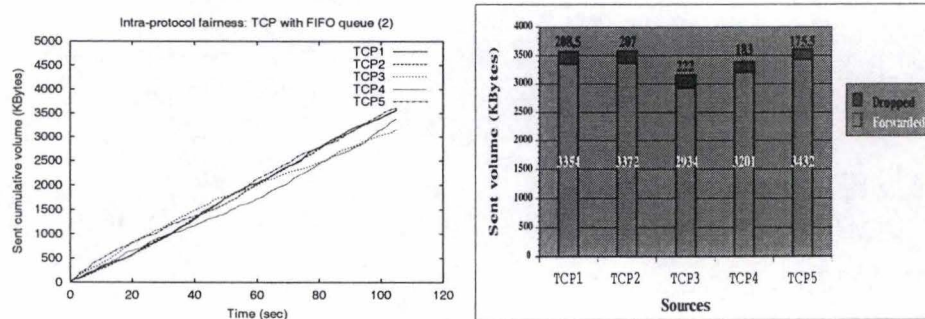 Intra-protocol fairness: TCP with FIFO queue (2)
5000
4500
4000
3500
3000
2500
2000
1500
1000
500
0
Sent cumulative volume (KBytes)
TCP1
TCP2
TCP3
TCP4
TCP5
0 20 40 60 80 100 120
Time (sec)
4000
3500
3000
2500
2000
1500
1000
500
0
Sent volume (KBytes)
208.5 207 222 183 175.5
3354 3372 2934 3201 3432
TCP1 TCP2 TCP3 TCP4 TCP5
Sources
Dropped
Forwarded